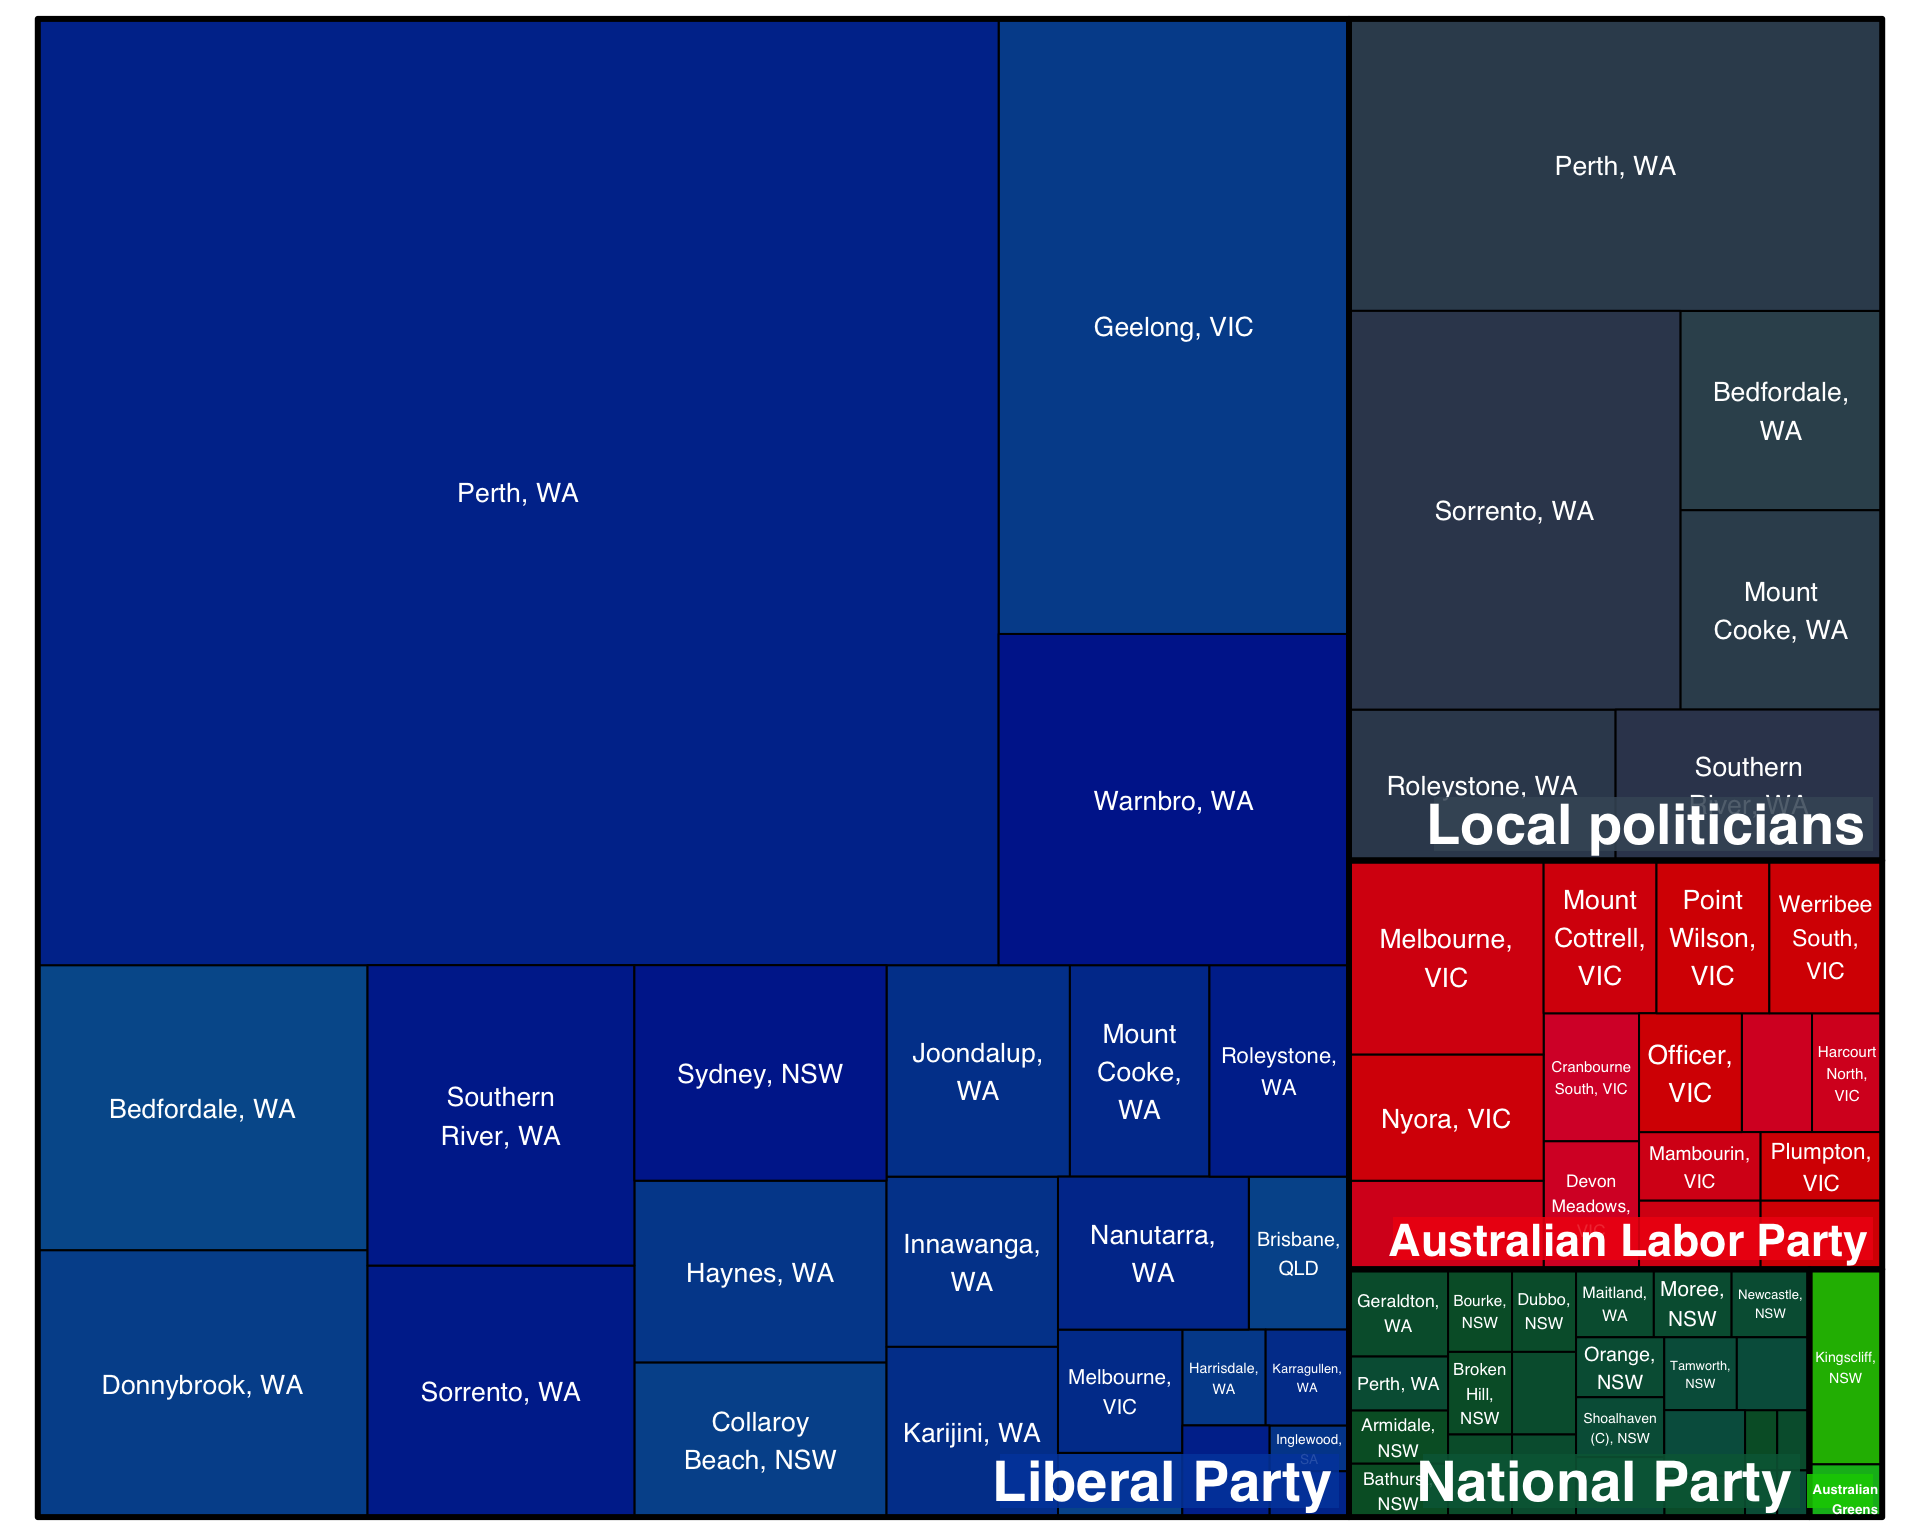 Perth, WA
Geelong, VIC
Warnbro, WA
Bedfordale, WA
Donnybrook, WA
Southern
River, WA
Sorrento, WA
Sydney, NSW
Haynes, WA
Collaroy
Beach, NSW
Joondalup,
WA
Mount
Cooke,
WA
Roleystone,
WA
Innawanga,
WA
Karijini, WA
Nanutarra,
WA
Brisbane,
QLD
Melbourne,
VIC
Harrisdale,
WA
Karragullen,
WA
Inglewood,
SA
Liberal Party
Perth, WA
Sorrento, WA
Bedfordale,
WA
Mount
Cooke, WA
Roleystone, WA
Southern
River, WA
Local politicians
Melbourne,
VIC
Nyora, VIC
Mount
Cottrell,
VIC
Point
Wilson,
VIC
Werribee
South,
VIC
Cranbourne
South, VIC
Devon
Meadows,
VIC
Officer,
VIC
Harcourt
North,
VIC
Mambourin,
VIC
Plumpton,
VIC
Australian Labor Party
Geraldton,
WA
Perth, WA
Armidale,
NSW
Bathurst,
NSW
Bourke,
NSW
Broken
Hill,
NSW
Dubbo,
NSW
Maitland,
WA
Moree,
NSW
Newcastle,
NSW
Orange,
NSW
Tamworth,
NSW
Shoalhaven
(C), NSW
National Party
Kingscliff,
NSW
Australian
Greens